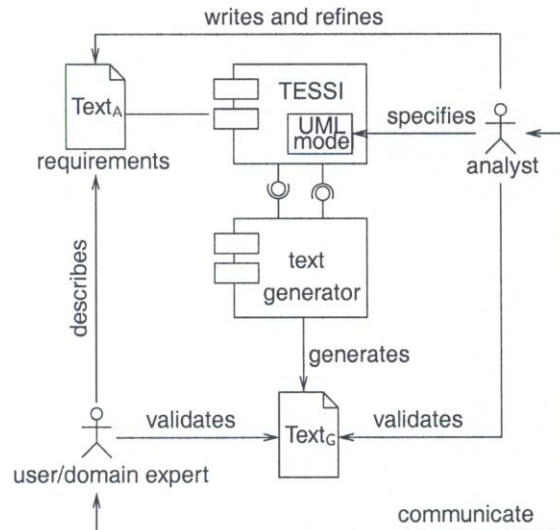 writes and refines
Text_A
TESSI
UML
mode
specifies
requirements
analyst
describes
text
generator
generates
validates
Text_G
validates
user/domain expert
communicate